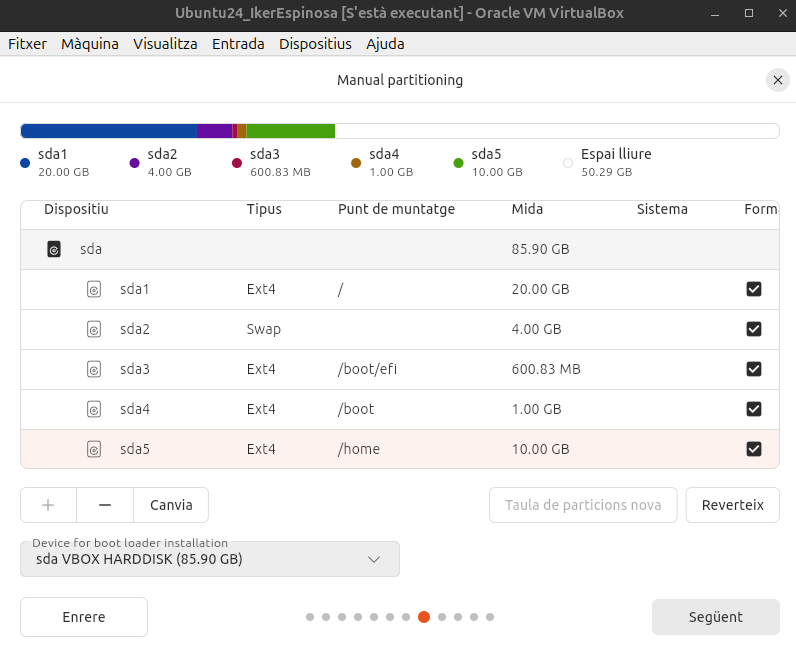 Ubuntu24_IkerEspinosa [S'està executant] - Oracle VM VirtualBox
Fitxer Màquina Visualitza Entrada Dispositius Ajuda
Manual partitioning
sda1 sda2 sda3 sda4 sda5 Espai lliure
20.00 GB 4.00 GB 600.83 MB 1.00 GB 10.00 GB 50.29 GB
Dispositiu Tipus Punt de muntatge Mida Sistema Forma
sda 85.90 GB
sda1 Ext4 / 20.00 GB
sda2 Swap 4.00 GB
sda3 Ext4 /boot/efi 600.83 MB
sda4 Ext4 /boot 1.00 GB
sda5 Ext4 /home 10.00 GB
Canvia Taula de particions nova Reverteix
Device for boot loader installation
sda VBOX HARDDISK (85.90 GB)
Enrere Següent